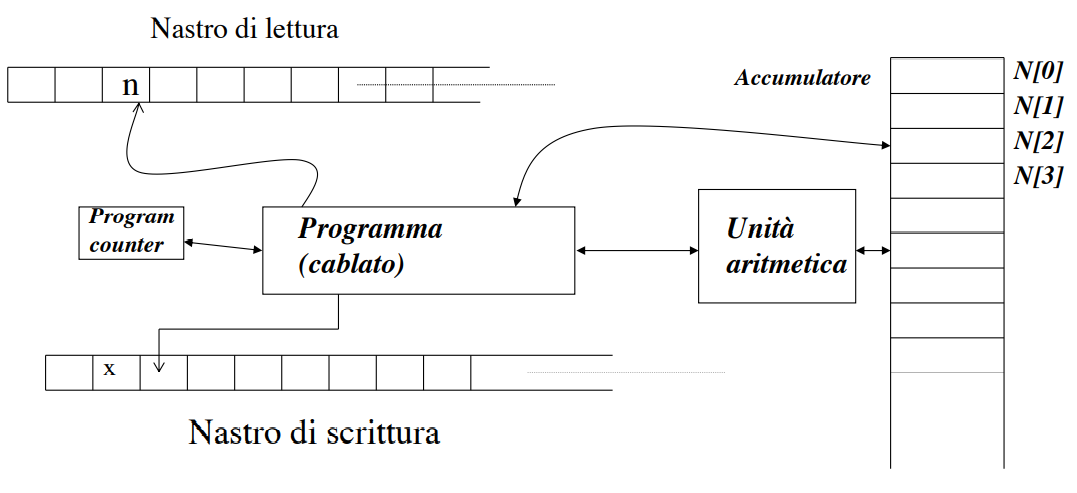 Nastro di lettura
n
Accumulatore
N[0]
N[1]
N[2]
N[3]
Program
counter
Programma
(cablato)
Unità
aritmetica
x
Nastro di scrittura